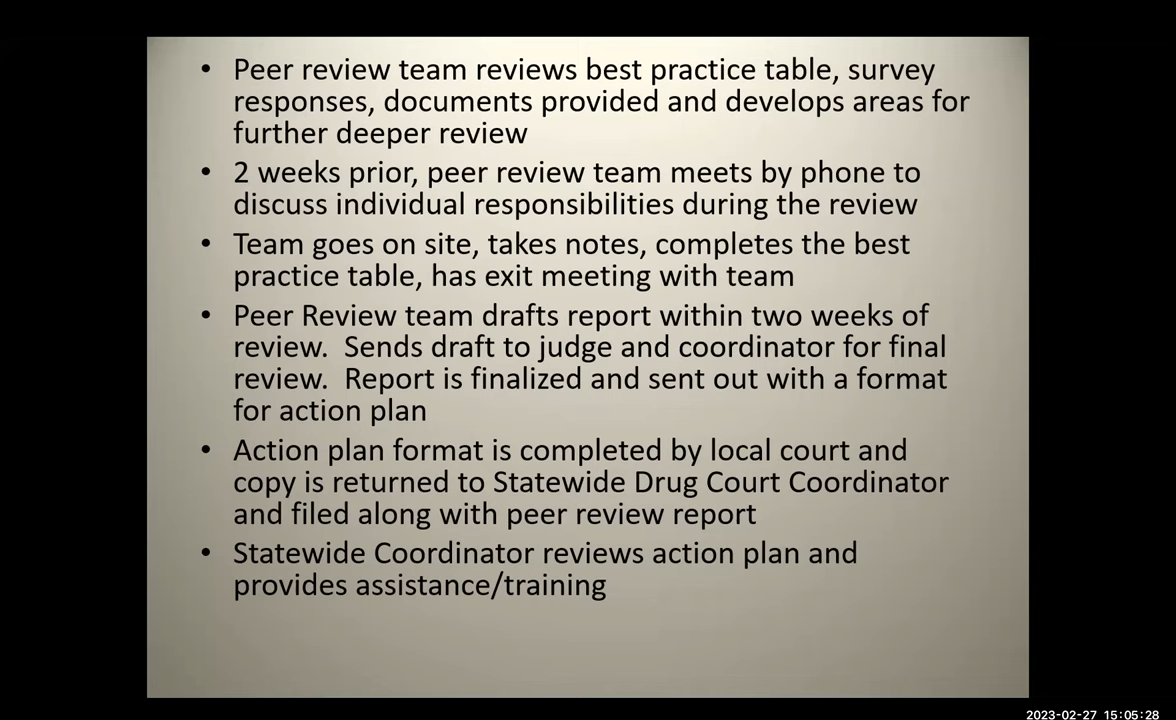 • Peer review team reviews best practice table, survey
responses, documents provided and develops areas for
further deeper review
• 2 weeks prior, peer review team meets by phone to
discuss individual responsibilities during the review
• Team goes on site, takes notes, completes the best
practice table, has exit meeting with team
• Peer Review team drafts report within two weeks of
review.  Sends draft to judge and coordinator for final
review.  Report is finalized and sent out with a format
for action plan
• Action plan format is completed by local court and
copy is returned to Statewide Drug Court Coordinator
and filed along with peer review report
• Statewide Coordinator reviews action plan and
provides assistance/training
2023-02-27 15:05:28